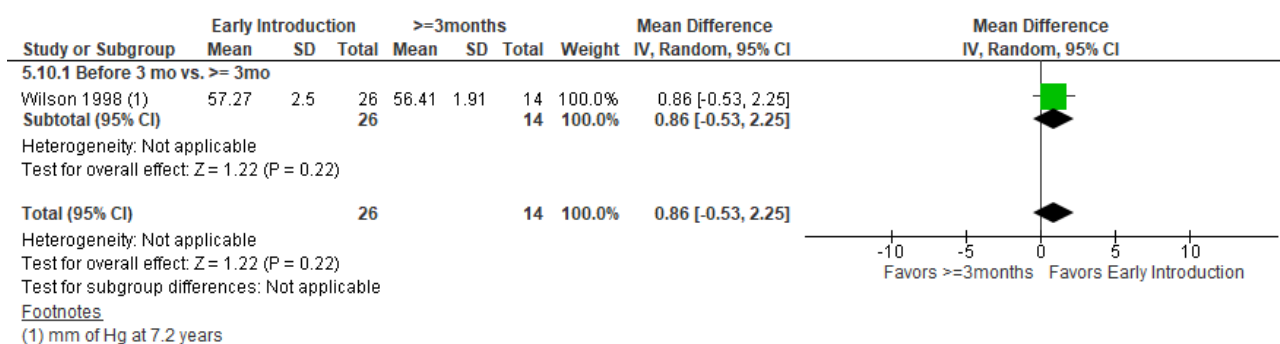 Early Introduction >=3months Mean Difference Mean Difference
Study or Subgroup Mean SD Total Mean SD Total Weight IV, Random, 95% CI IV, Random, 95% CI
5.10.1 Before 3 mo vs. >= 3mo
Wilson 1998 (1) 57.27 2.5 26 56.41 1.91 14 100.0% 0.86 [-0.53, 2.25]
Subtotal (95% CI) 26 14 100.0% 0.86 [-0.53, 2.25]
Heterogeneity: Not applicable
Test for overall effect: Z = 1.22 (P = 0.22)
Total (95% CI) 26 14 100.0% 0.86 [-0.53, 2.25]
Heterogeneity: Not applicable
Test for overall effect: Z = 1.22 (P = 0.22)
Test for subgroup differences: Not applicable
-10 -5 0 5 10
Favors >=3months Favors Early Introduction
Footnotes
(1) mm of Hg at 7.2 years